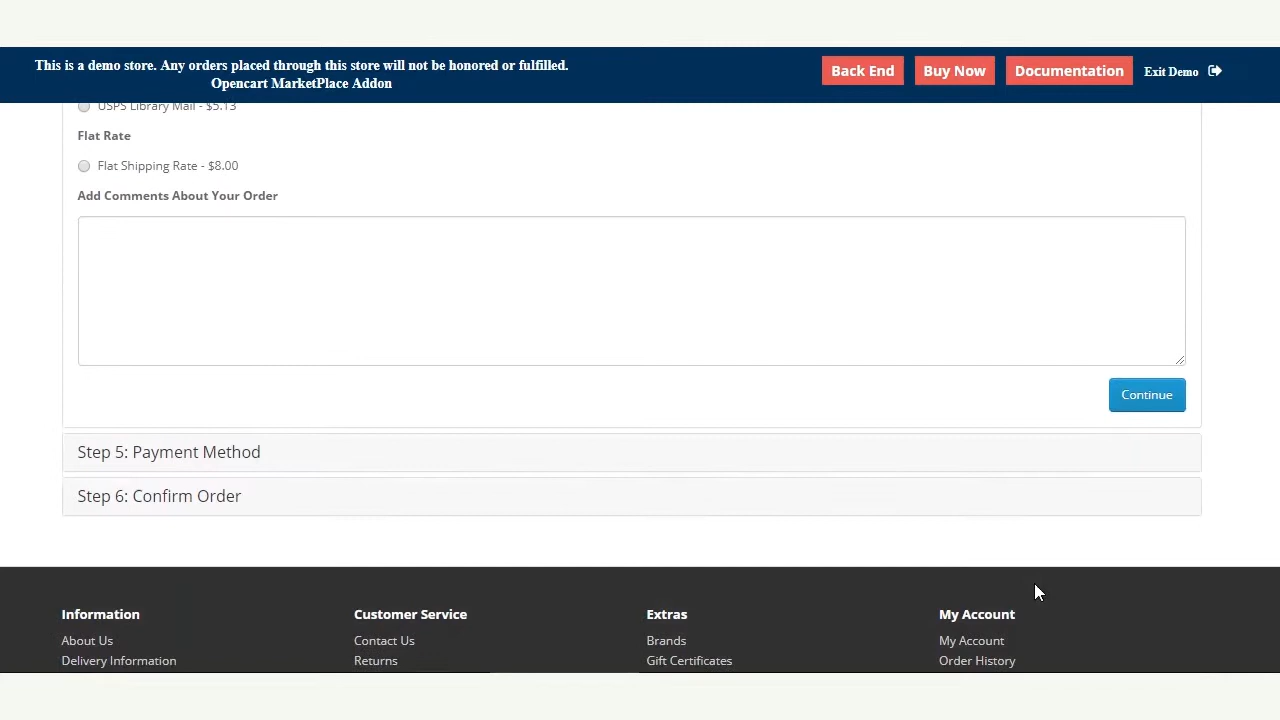 This is a demo store. Any orders placed through this store will not be honored or fulfilled.
Opencart MarketPlace Addon
Back End
Buy Now
Documentation
Exit Demo
USPS Library Mail - $5.13
Flat Rate
Flat Shipping Rate - $8.00
Add Comments About Your Order
Continue
Step 5: Payment Method
Step 6: Confirm Order
Information
Customer Service
Extras
My Account
About Us
Contact Us
Brands
My Account
Delivery Information
Returns
Gift Certificates
Order History